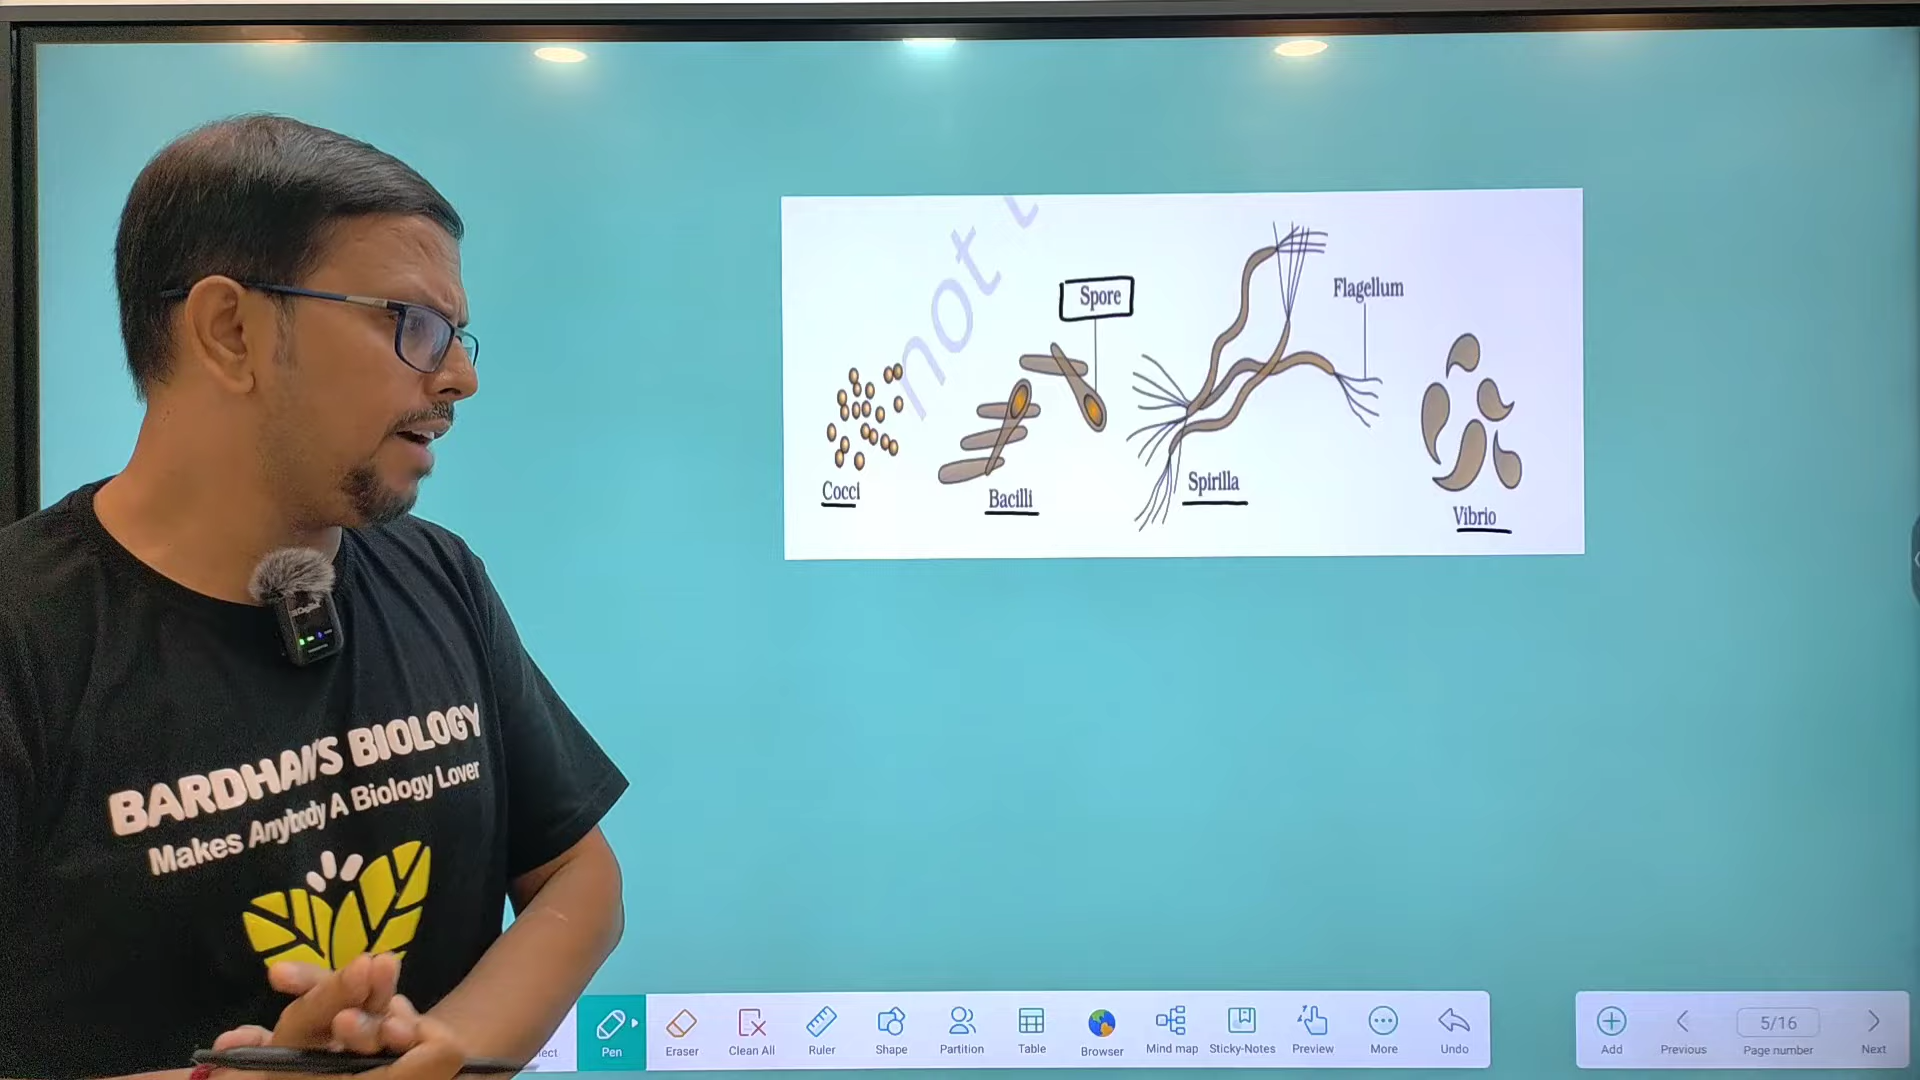 not
Spore
Flagellum
Cocci
Bacilli
Spirilla
Vibrio
BARDHAN'S BIOLOGY
Makes Anybody A Biology Lover
Pen
Eraser
Clean All
Ruler
Shape
Partition
Table
Browser
Mind map
Sticky-Notes
Preview
More
Undo
Add
Previous
5/16
Page number
Next